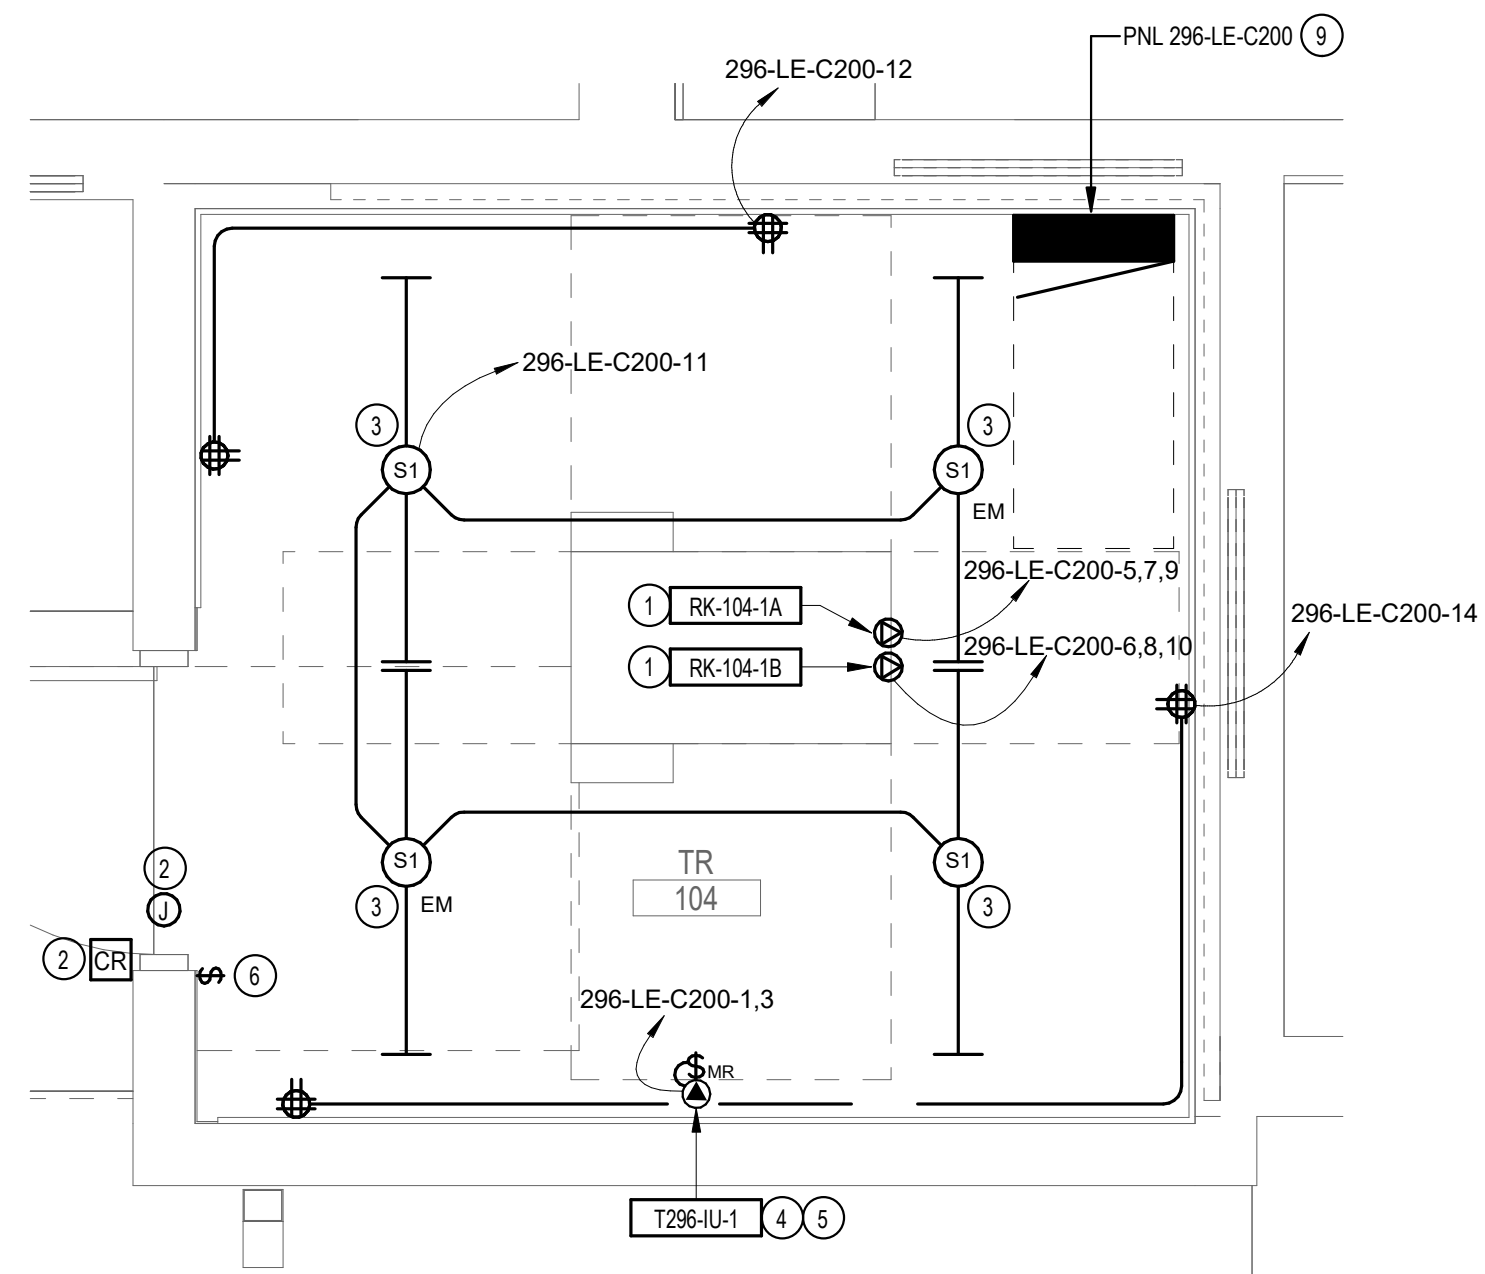 PNL 296-LE-C200 9
296-LE-C200-12
296-LE-C200-11
3
3
S1
S1
EM
296-LE-C200-5,7,9
1 RK-104-1A
296-LE-C200-14
296-LE-C200-6,8,10
1 RK-104-1B
S1
S1
2
TR
104
3 EM
3
J
2 CR
$ 6
296-LE-C200-1,3
$MR
T296-IU-1 4 5